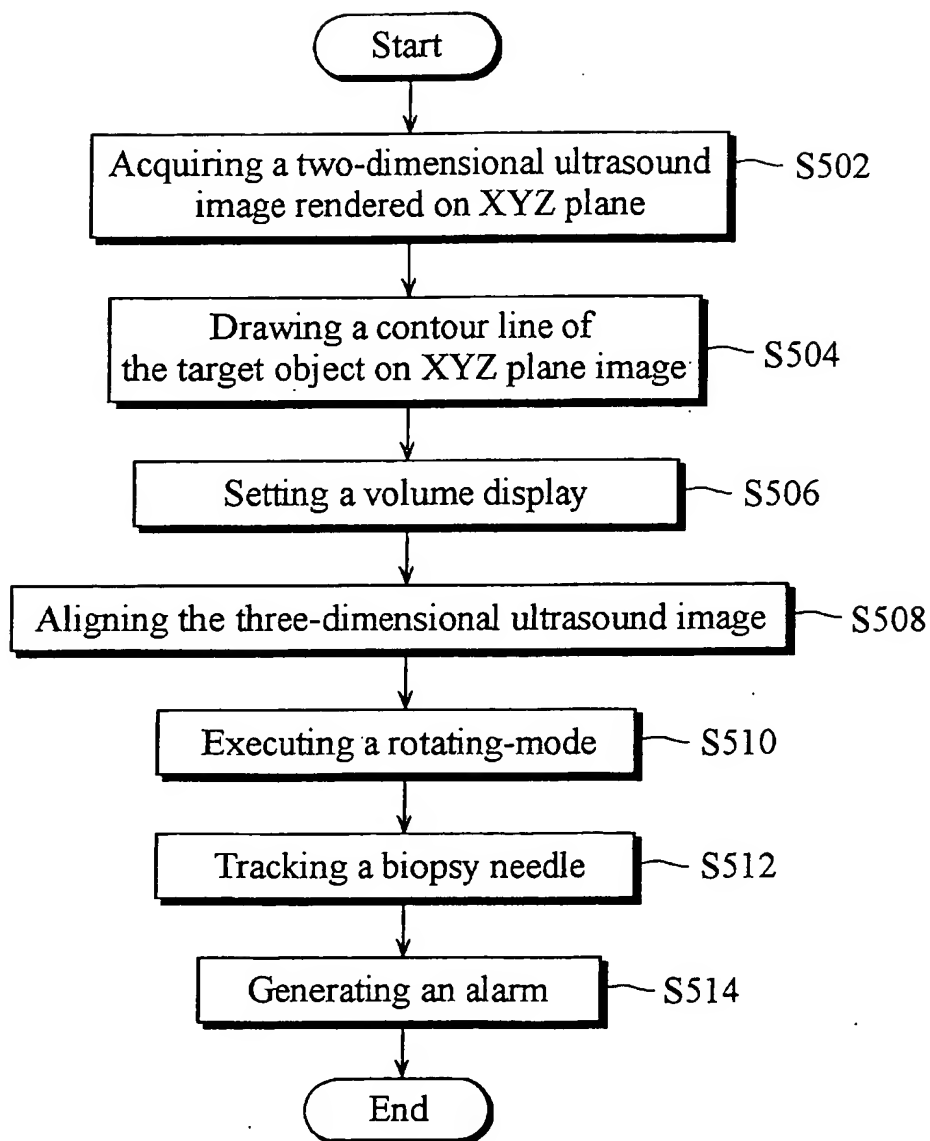 Start
Acquiring a two-dimensional ultrasound
image rendered on XYZ plane
S502
Drawing a contour line of
the target object on XYZ plane image
S504
Setting a volume display
S506
Aligning the three-dimensional ultrasound image
S508
Executing a rotating-mode
S510
Tracking a biopsy needle
S512
Generating an alarm
S514
End